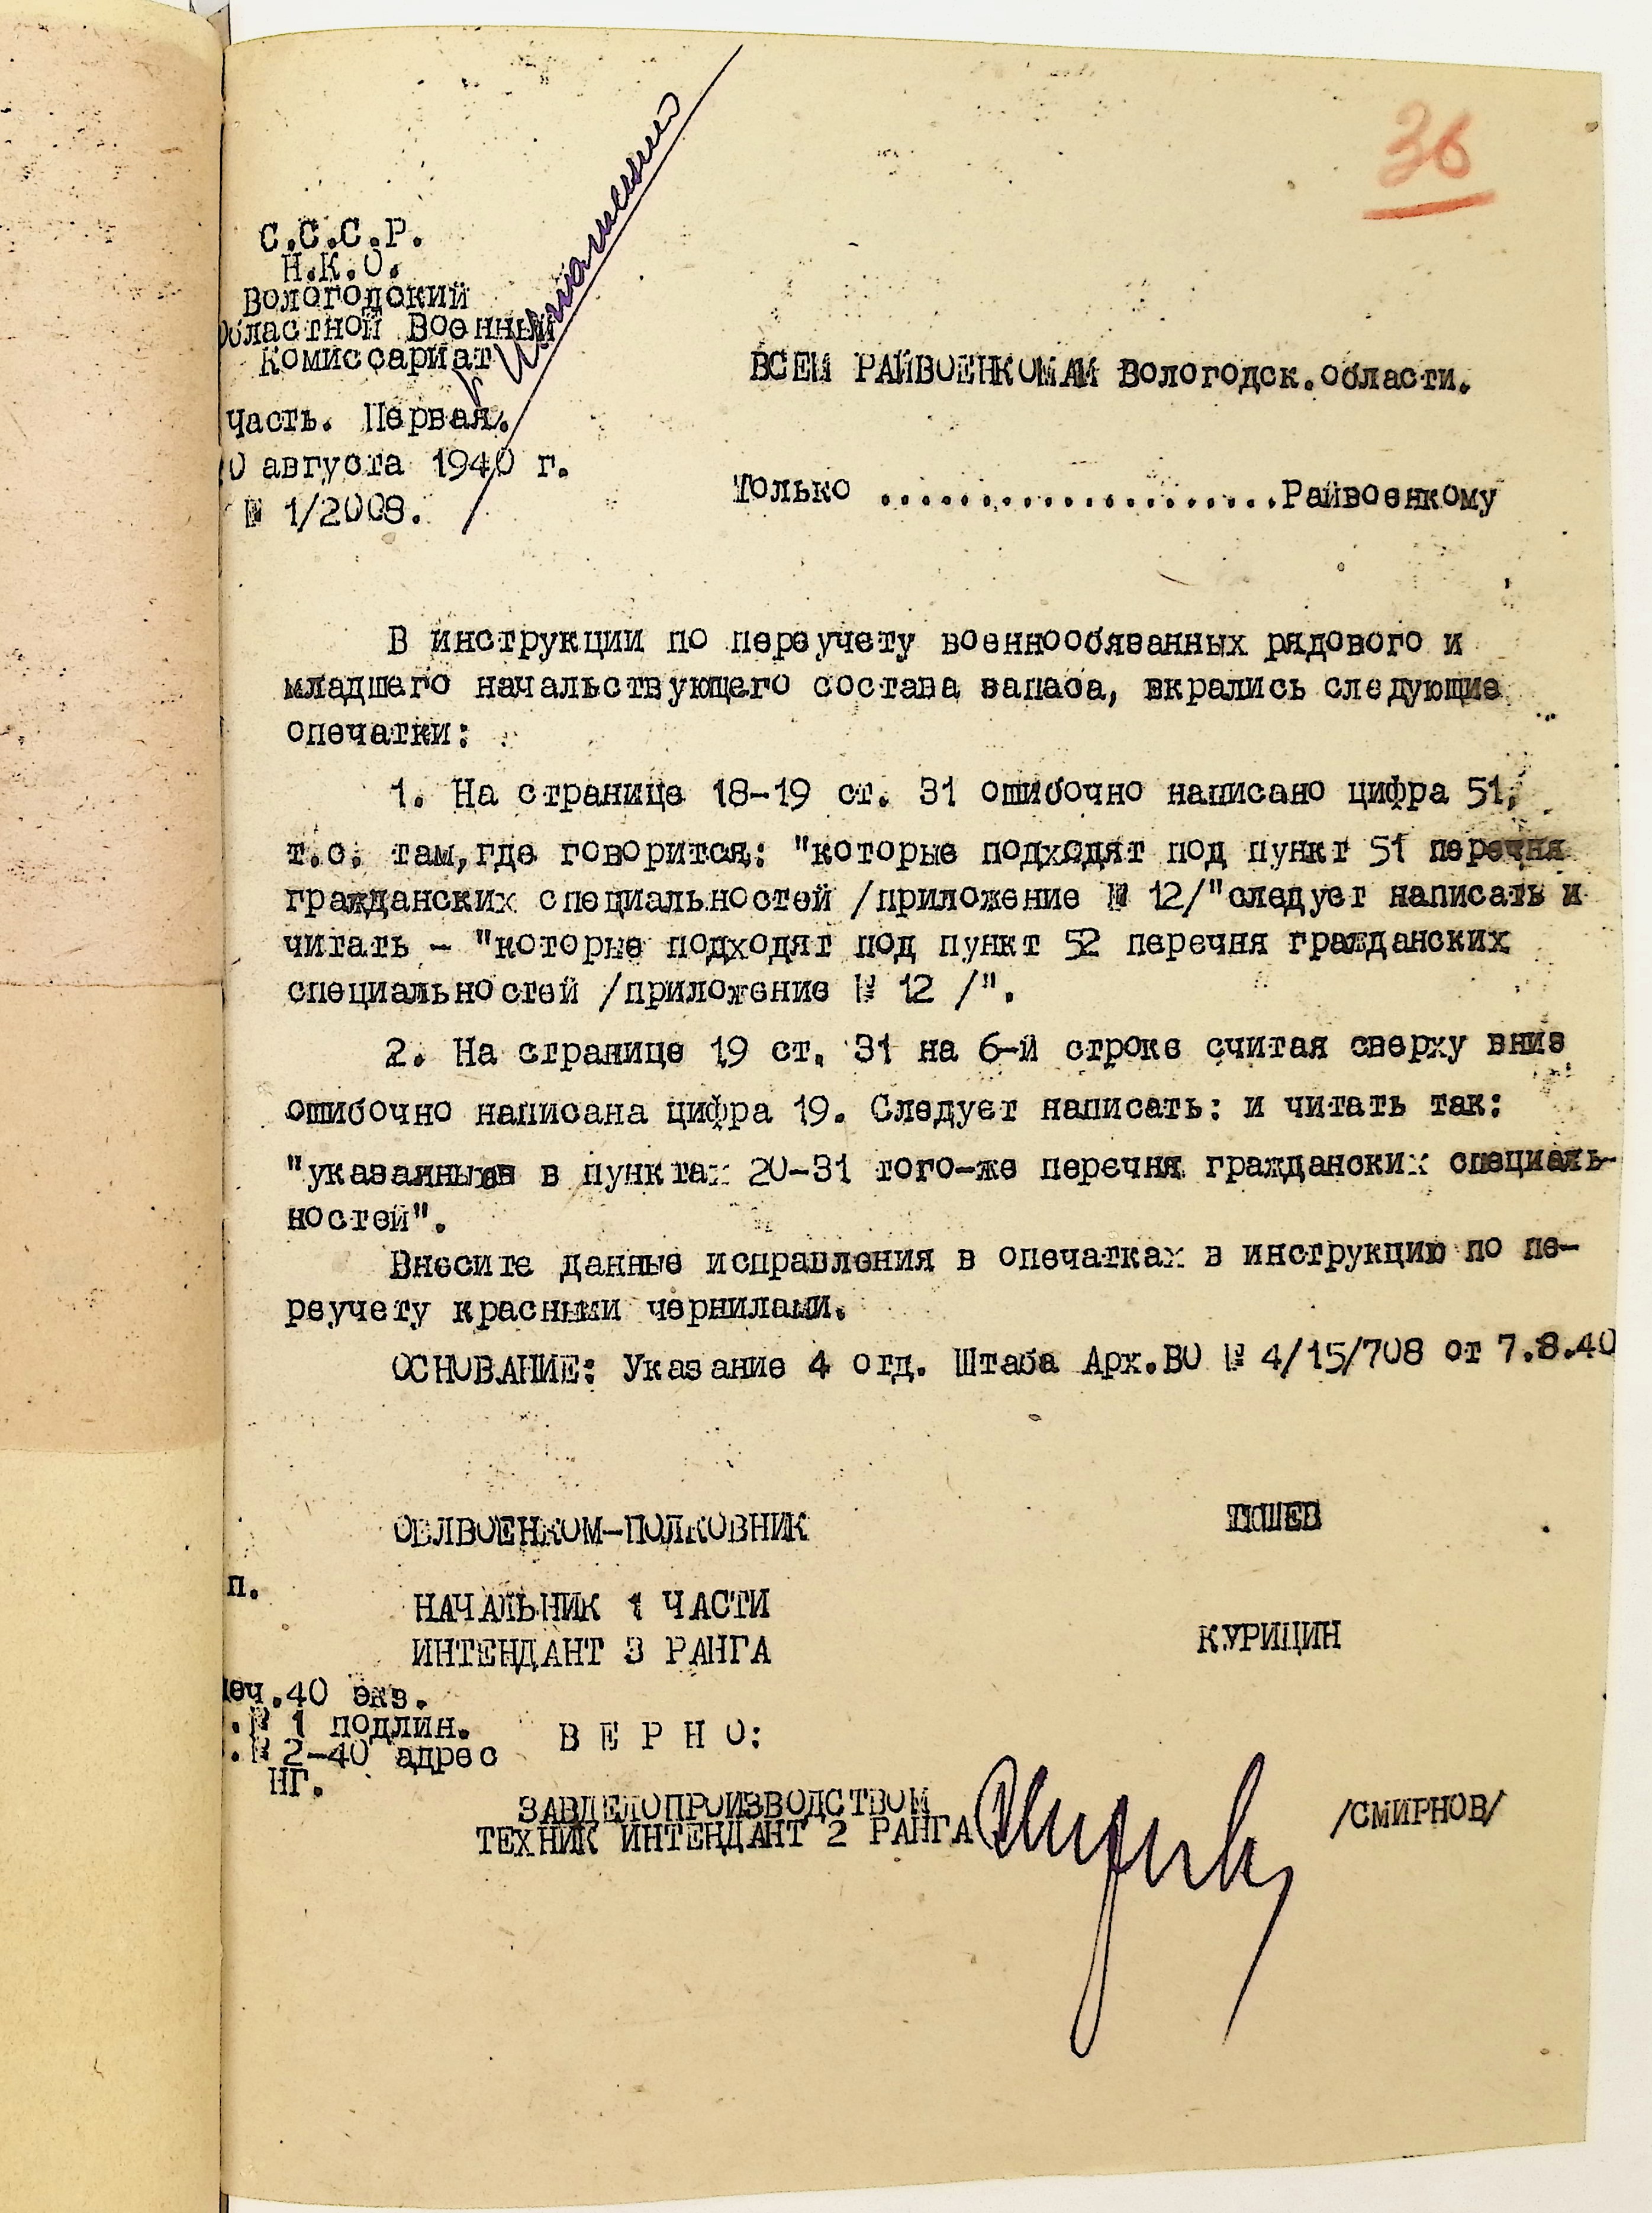 36
С.С.С.Р.
Н.К.О.
Вологодский
Областной Военный
Комиссариат
часть. Первая.
0 августа 1940 г.
№ 1/2008.
ВСЕМ РАЙВОЕНКОМАМ Вологодск.области.
Только ....................Райвоенкому
В инструкции по переучету военнообязанных рядового и
младшего начальствующего состава запаса, вкрались следующие
опечатки:
1. На странице 18-19 ст. 31 ошибочно написано цифра 51,
т.е. там,где говорится: "которые подходят под пункт 51 перечня
гражданских специальностей /приложение № 12/"следует написать и
читать - "которые подходят под пункт 52 перечня гражданских
специальностей /приложение № 12 /".
2. На странице 19 ст. 31 на 6-й строке считая сверху вниз
ошибочно написана цифра 19. Следует написать: и читать так:
"указанные в пунктах 20-31 того-же перечня гражданских специаль-
ностей".
Внесите данные исправления в опечатках в инструкцию по пе-
реучету красными чернилами.
ОСНОВАНИЕ: Указание 4 отд. Штаба Арх.ВО № 4/15/708 от 7.8.40
ОБЛВОЕНКОМ-ПОЛКОВНИК
п.
НАЧАЛЬНИК 1 ЧАСТИ
ИНТЕНДАНТ 3 РАНГА КУРИЦИН
печ.40 экз.
.№ 1 подлин.
.№ 2-40 адрес
НГ.
В Е Р Н О:
ЗАВДЕЛОПРОИЗВОДСТВОМ
ТЕХНИК ИНТЕНДАНТ 2 РАНГА /СМИРНОВ/